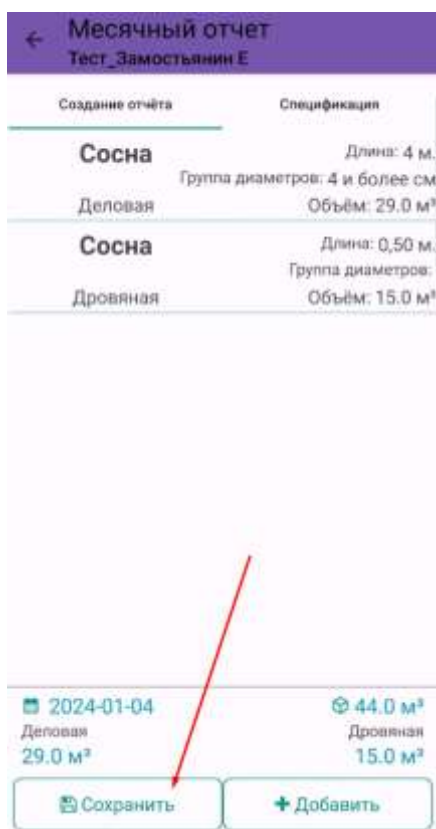 Месячный отчет
Тест_Замостьянин Е
Создание отчёта
Спецификация
Сосна
Длина: 4 м.
Группа диаметров: 4 и более см
Деловая
Объём: 29.0 м³
Сосна
Длина: 0,50 м.
Группа диаметров:
Дровяная
Объём: 15.0 м³
2024-01-04
44.0 м³
Деловая
Дровяная
29.0 м³
15.0 м³
Сохранить
Добавить